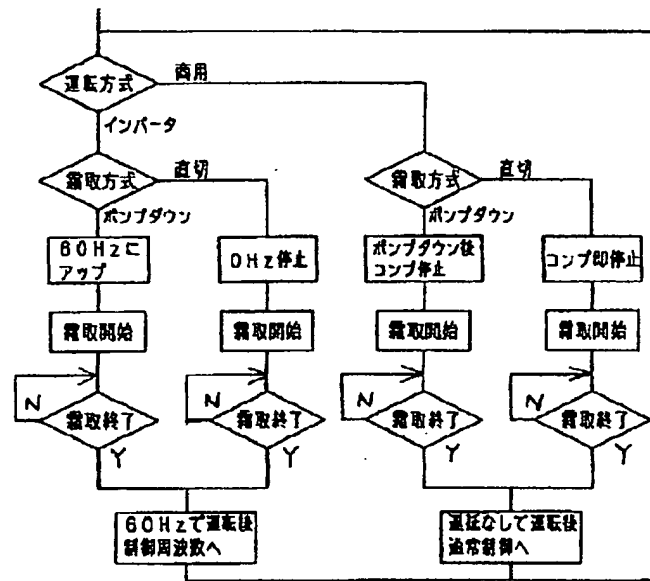 運転方式
商用
インバータ
霜取方式
直切
霜取方式
直切
ポンプダウン
ポンプダウン
60Hzに
アップ
0Hz停止
ポンプダウン後
コンプ停止
コンプ即停止
霜取開始
霜取開始
霜取開始
霜取開始
N
霜取終了
N
霜取終了
N
霜取終了
N
霜取終了
Y
Y
Y
Y
60Hzで運転後
制御周波数へ
遅延なしで運転後
通常制御へ